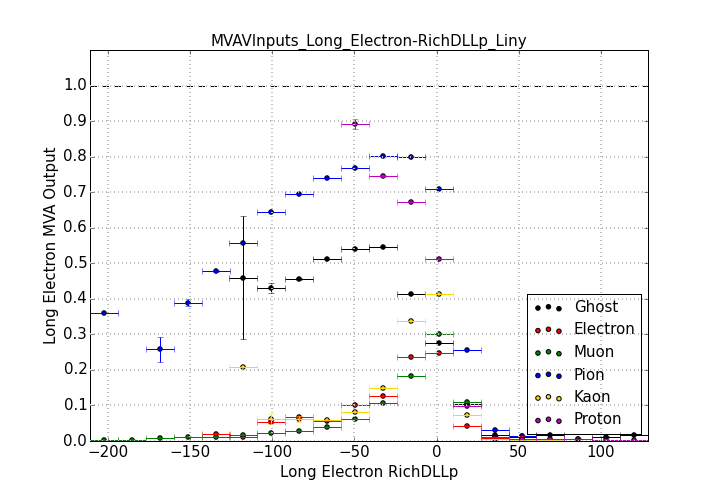 MVAVInputs_Long_Electron-RichDLLp_Liny
Long Electron MVA Output
1.0
0.9
0.8
0.7
0.6
0.5
0.4
0.3
0.2
0.1
0.0
Ghost
Electron
Muon
Pion
Kaon
Proton
−200 −150 −100 −50 0 50 100
Long Electron RichDLLp